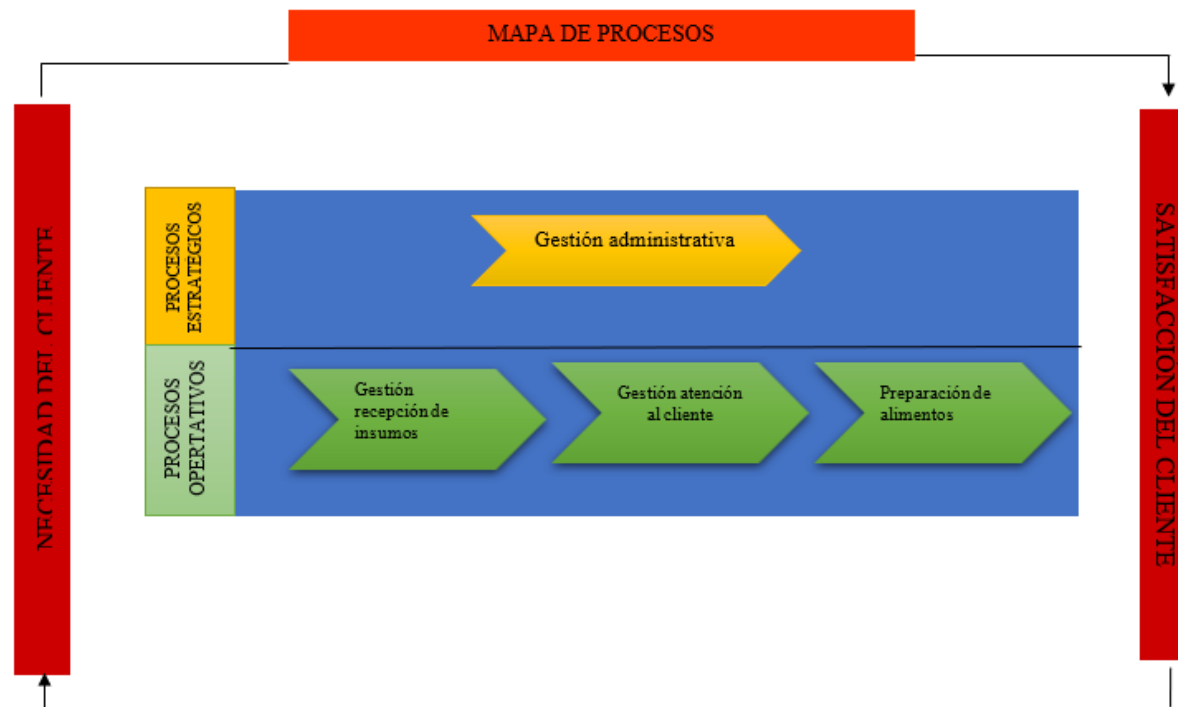 MAPA DE PROCESOS
NECESIDAD DEL CLIENTE
PROCESOS
ESTRATÉGICOS
Gestión administrativa
PROCESOS
OPERTATIVOS
Gestión
recepción de
insumos
Gestión atención
al cliente
Preparación de
alimentos
SATISFACCIÓN DEL CLIENTE